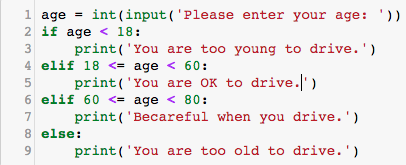 1 age = int(input('Please enter your age: '))
2 if age < 18:
3     print('You are too young to drive.')
4 elif 18 <= age < 60:
5     print('You are OK to drive.')
6 elif 60 <= age < 80:
7     print('Becareful when you drive.')
8 else:
9     print('You are too old to drive.')